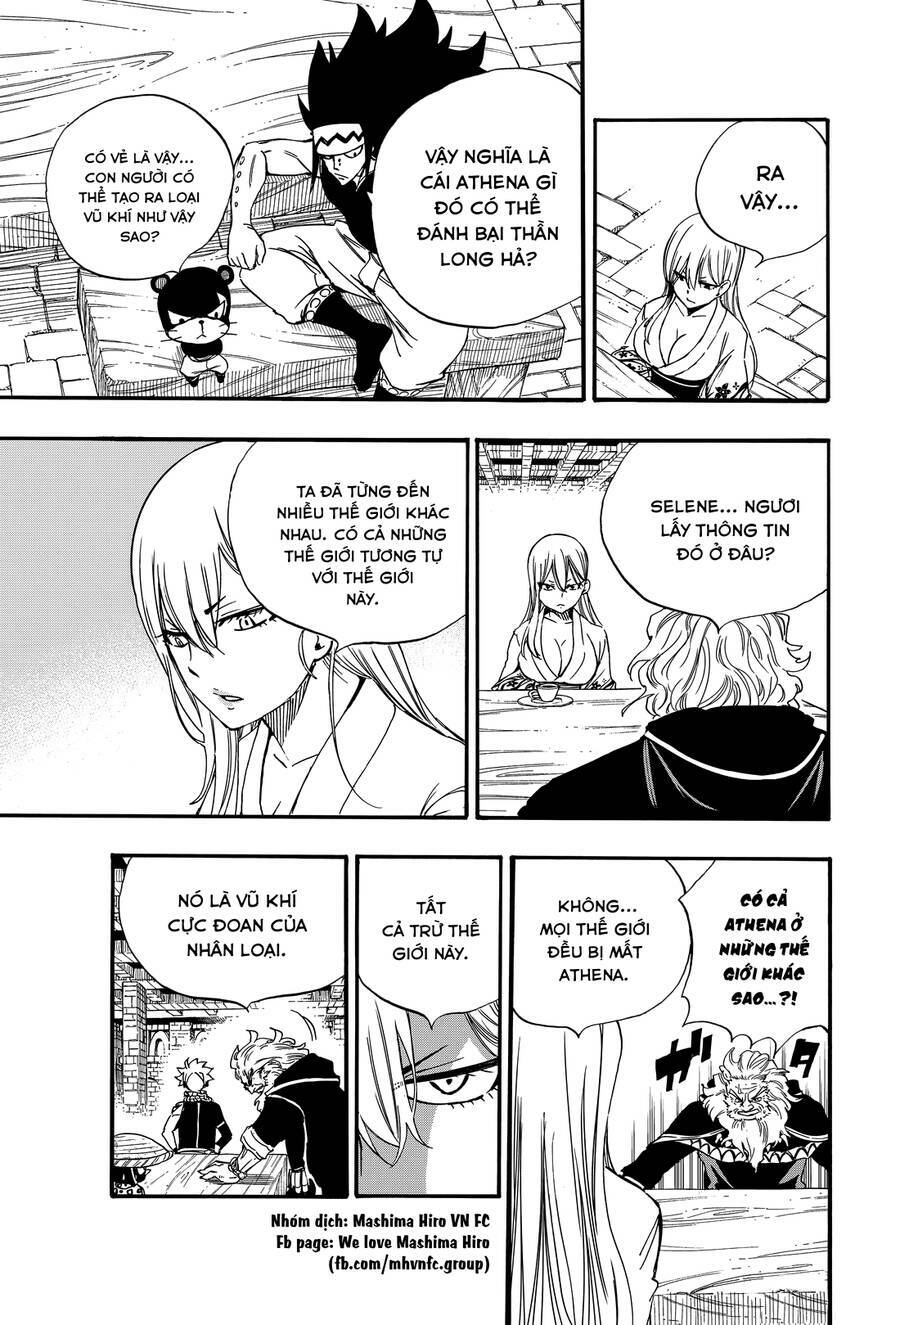 RA
VẬY...
VẬY NGHĨA LÀ
CÁI ATHENA GÌ
ĐÓ CÓ THỂ
ĐÁNH BẠI THẦN
LONG HẢ?
CÓ VẺ LÀ VẬY...
CON NGƯỜI CÓ
THỂ TẠO RA LOẠI
VŨ KHÍ NHƯ VẬY
SAO?
SELENE... NGƯƠI
LẤY THÔNG TIN
ĐÓ Ở ĐÂU?
TA ĐÃ TỪNG ĐẾN
NHIỀU THẾ GIỚI KHÁC
NHAU. CÓ CẢ NHỮNG
THẾ GIỚI TƯƠNG TỰ
VỚI THẾ GIỚI
NÀY.
CÓ CẢ
ATHENA Ở
NHỮNG THẾ
GIỚI KHÁC
SAO...?!
ガ
タ
KHÔNG...
MỌI THẾ GIỚI
ĐỀU BỊ MẤT
ATHENA.
TẤT
CẢ TRỪ THẾ
GIỚI NÀY.
NÓ LÀ VŨ KHÍ
CỰC ĐOAN CỦA
NHÂN LOẠI.
Nhóm dịch: Mashima Hiro VN FC
Fb page: We love Mashima Hiro
(fb.com/mhvnfc.group)